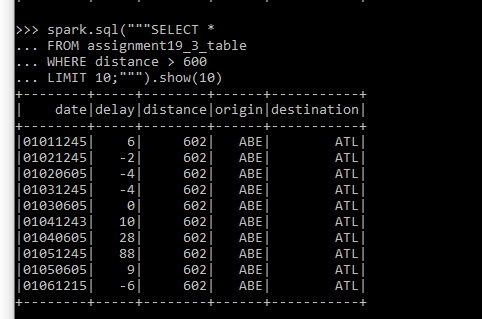 >>> spark.sql("""SELECT *
... FROM assignment19_3_table
... WHERE distance > 600
... LIMIT 10;""").show(10)
+--------+-----+--------+------+-----------+
|    date|delay|distance|origin|destination|
+--------+-----+--------+------+-----------+
|01011245|    6|     602|   ABE|        ATL|
|01021245|   -2|     602|   ABE|        ATL|
|01020605|   -4|     602|   ABE|        ATL|
|01031245|   -4|     602|   ABE|        ATL|
|01030605|    0|     602|   ABE|        ATL|
|01041243|   10|     602|   ABE|        ATL|
|01040605|   28|     602|   ABE|        ATL|
|01051245|   88|     602|   ABE|        ATL|
|01050605|    9|     602|   ABE|        ATL|
|01061215|   -6|     602|   ABE|        ATL|
+--------+-----+--------+------+-----------+